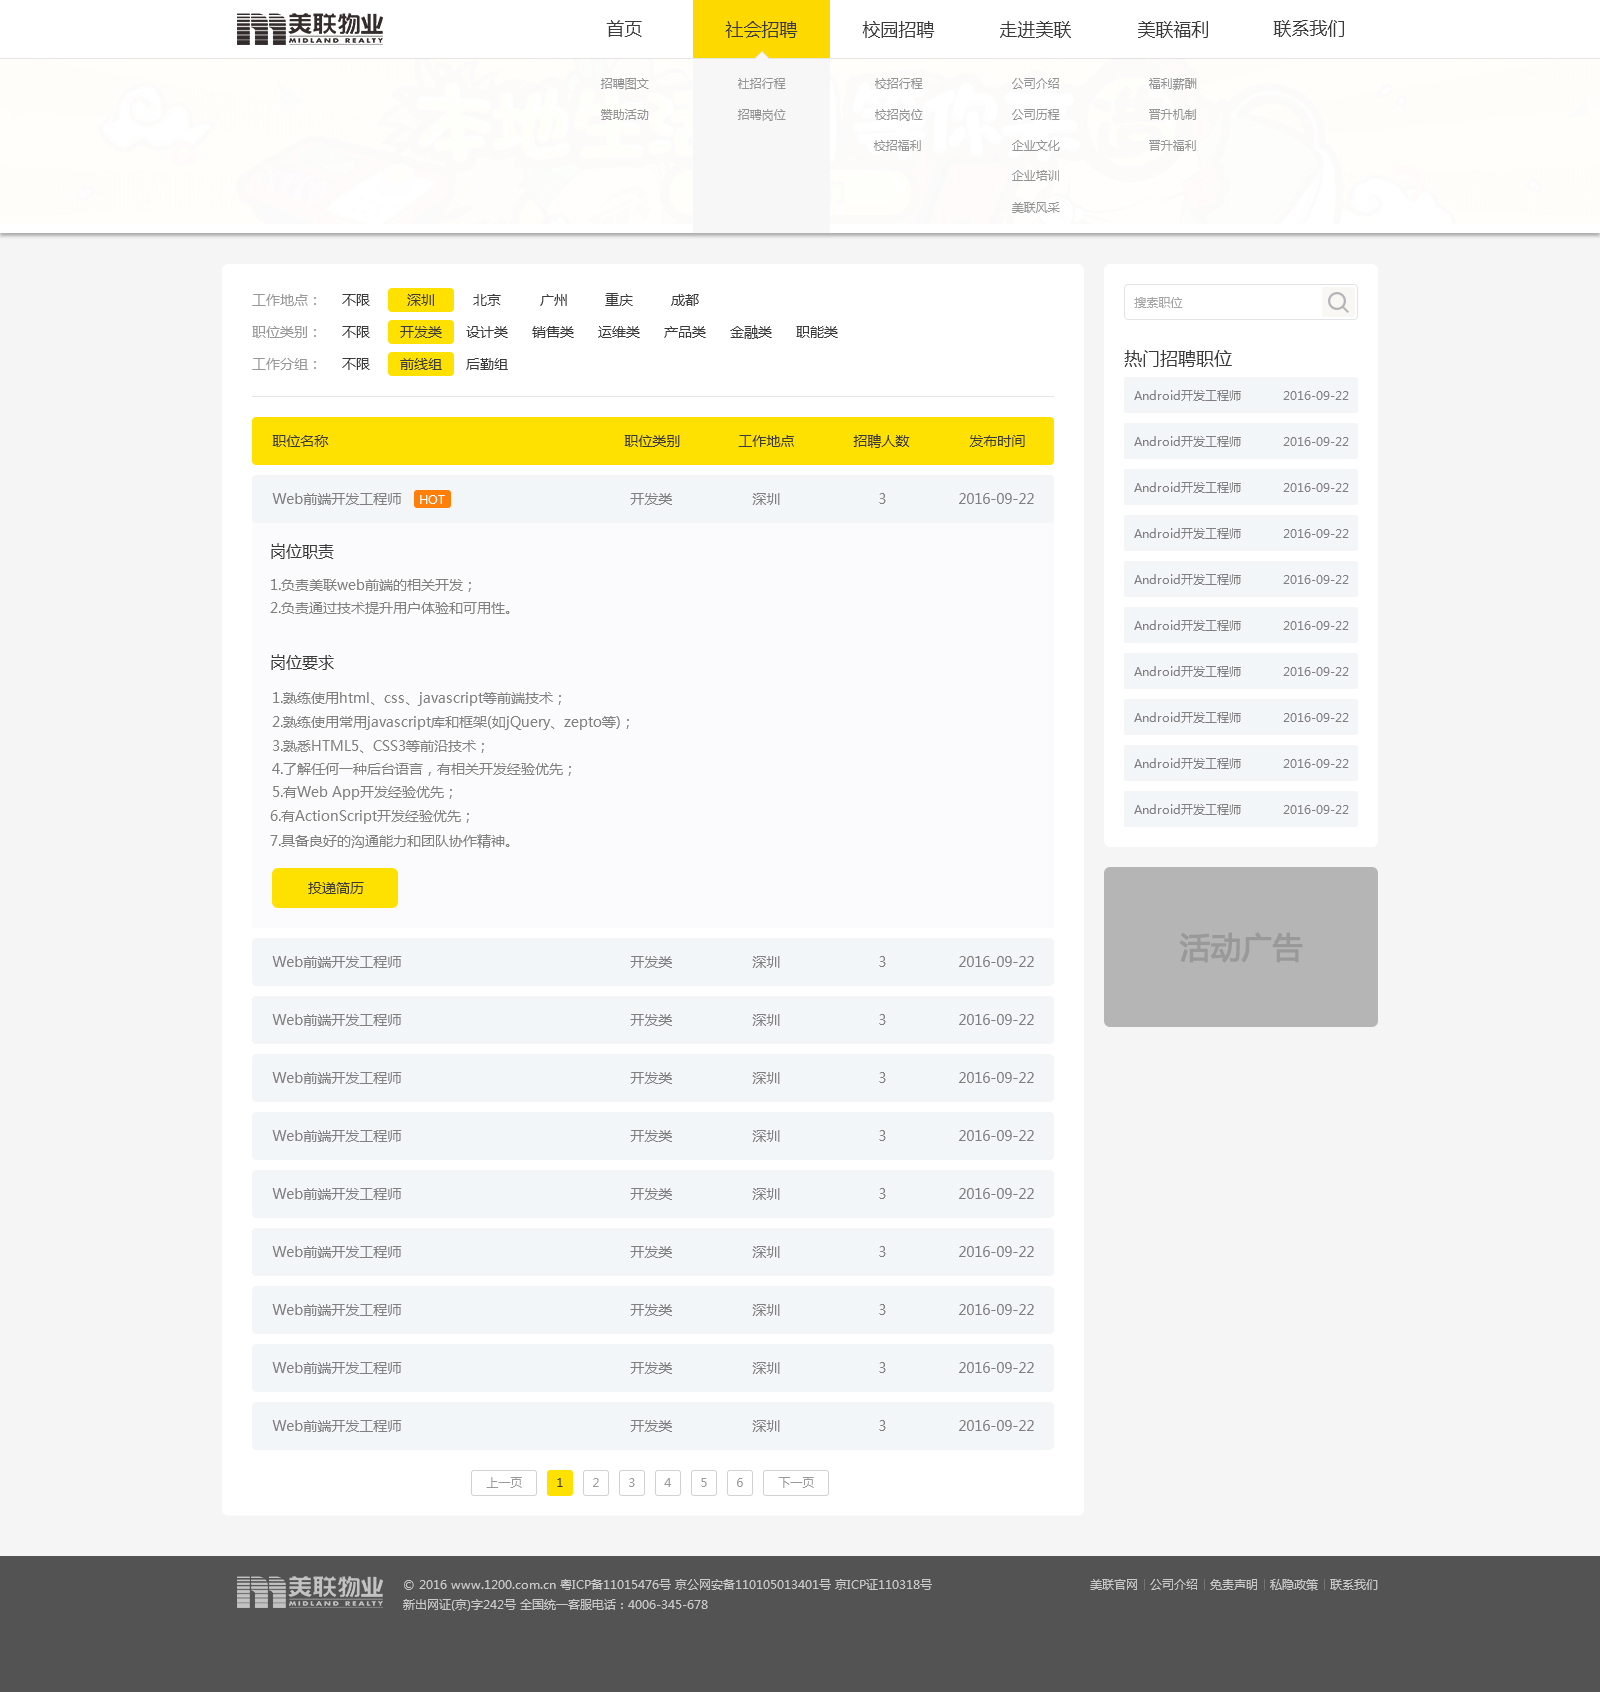 美联物业
MIDLAND REALTY
首页 社会招聘 校园招聘 走进美联 美联福利 联系我们
招聘图文 社招行程 校招行程 公司介绍 福利薪酬
赞助活动 招聘岗位 校招岗位 公司历程 晋升机制
校招福利 企业文化 晋升福利
企业培训
美联风采
工作地点： 不限 深圳 北京 广州 重庆 成都
职位类别： 不限 开发类 设计类 销售类 运维类 产品类 金融类 职能类
工作分组： 不限 前线组 后勤组
职位名称 职位类别 工作地点 招聘人数 发布时间
Web前端开发工程师 HOT 开发类 深圳 3 2016-09-22
岗位职责
1.负责美联web前端的相关开发；
2.负责通过技术提升用户体验和可用性。
岗位要求
1.熟练使用html、css、javascript等前端技术；
2.熟练使用常用javascript库和框架(如jQuery、zepto等)；
3.熟悉HTML5、CSS3等前沿技术；
4.了解任何一种后台语言，有相关开发经验优先；
5.有Web App开发经验优先；
6.有ActionScript开发经验优先；
7.具备良好的沟通能力和团队协作精神。
投递简历
Web前端开发工程师 开发类 深圳 3 2016-09-22
Web前端开发工程师 开发类 深圳 3 2016-09-22
Web前端开发工程师 开发类 深圳 3 2016-09-22
Web前端开发工程师 开发类 深圳 3 2016-09-22
Web前端开发工程师 开发类 深圳 3 2016-09-22
Web前端开发工程师 开发类 深圳 3 2016-09-22
Web前端开发工程师 开发类 深圳 3 2016-09-22
Web前端开发工程师 开发类 深圳 3 2016-09-22
Web前端开发工程师 开发类 深圳 3 2016-09-22
上一页 1 2 3 4 5 6 下一页
搜索职位
热门招聘职位
Android开发工程师 2016-09-22
Android开发工程师 2016-09-22
Android开发工程师 2016-09-22
Android开发工程师 2016-09-22
Android开发工程师 2016-09-22
Android开发工程师 2016-09-22
Android开发工程师 2016-09-22
Android开发工程师 2016-09-22
Android开发工程师 2016-09-22
Android开发工程师 2016-09-22
活动广告
美联物业
MIDLAND REALTY
© 2016 www.1200.com.cn 粤ICP备11015476号 京公网安备110105013401号 京ICP证110318号
新出网证(京)字242号 全国统一客服电话：4006-345-678
美联官网 | 公司介绍 | 免责声明 | 私隐政策 | 联系我们